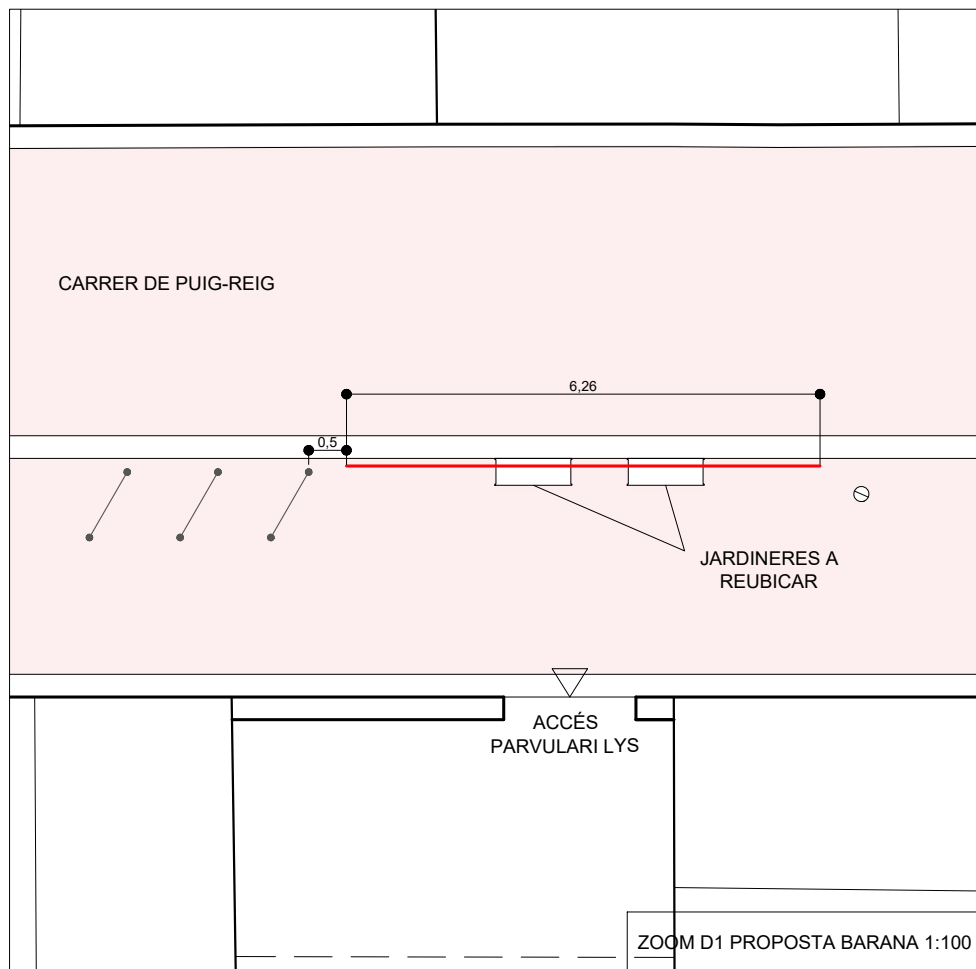 CARRER DE PUIG-REIG
6,26
0,5
JARDINERES A
REUBICAR
ACCÉS
PARVULARI LYS
ZOOM D1 PROPOSTA BARANA 1:100